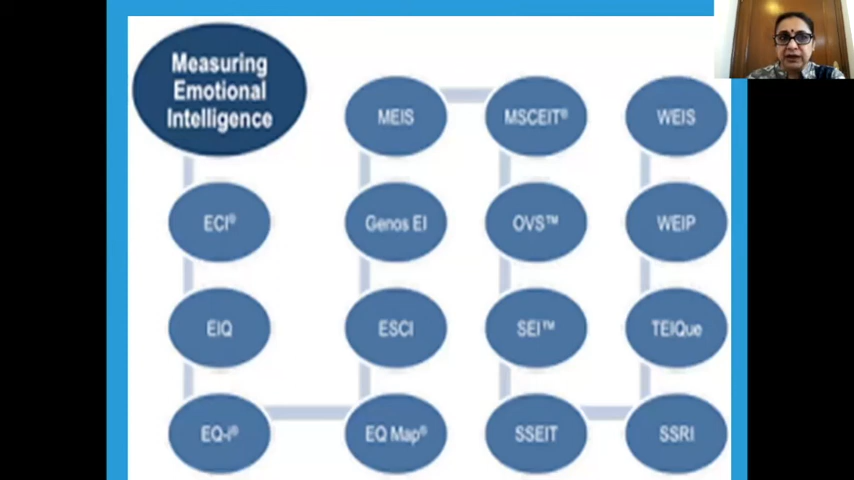 Measuring
Emotional
Intelligence
MEIS
MSCEIT®
WEIS
ECI®
Genos EI
OVS™
WEIP
EIQ
ESCI
SEI™
TEIQue
EQ-i®
EQ Map®
SSEIT
SSRI